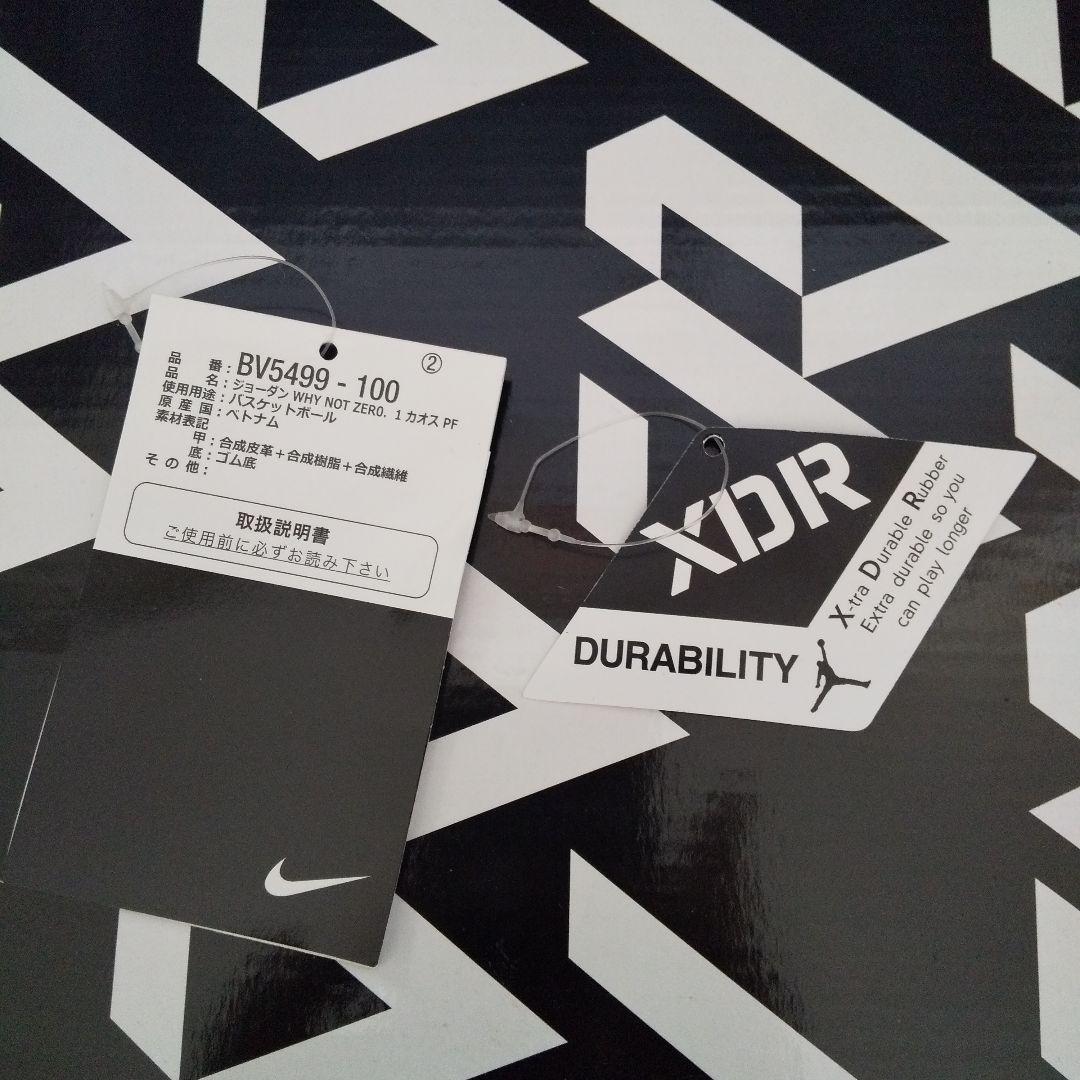 ②
品番：BV5499 - 100
品名：ジョーダン WHY NOT ZER0. 1 カオス PF
使用用途：バスケットボール
原産国：ベトナム
素材表記
甲：合成皮革＋合成樹脂＋合成繊維
底：ゴム底
その他：
取扱説明書
ご使用前に必ずお読み下さい
XDR
X-tra Durable Rubber
Extra durable so you
can play longer
DURABILITY